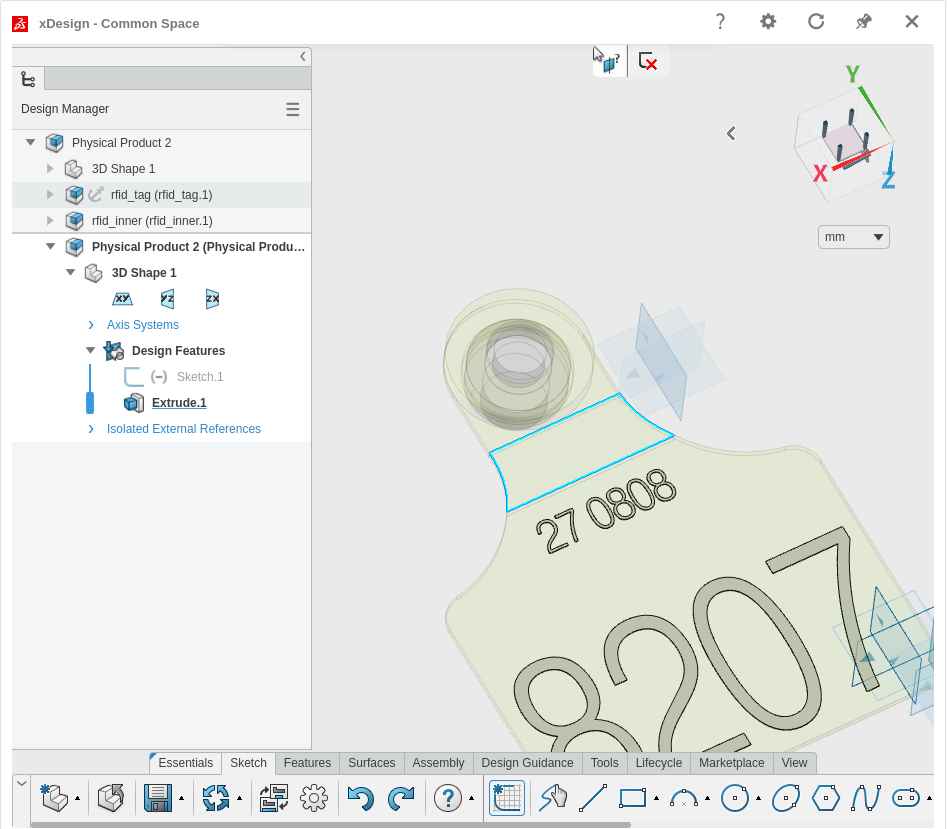 xDesign - Common Space
?
?
Design Manager
Y
X
Z
Physical Product 2
3D Shape 1
rfid_tag (rfid_tag.1)
rfid_inner (rfid_inner.1)
mm
Physical Product 2 (Physical Produ...
3D Shape 1
XY YZ ZX
Axis Systems
Design Features
(-) Sketch.1
Extrude.1
Isolated External References
27 0808
8207
Essentials Sketch Features Surfaces Assembly Design Guidance Tools Lifecycle Marketplace View
?